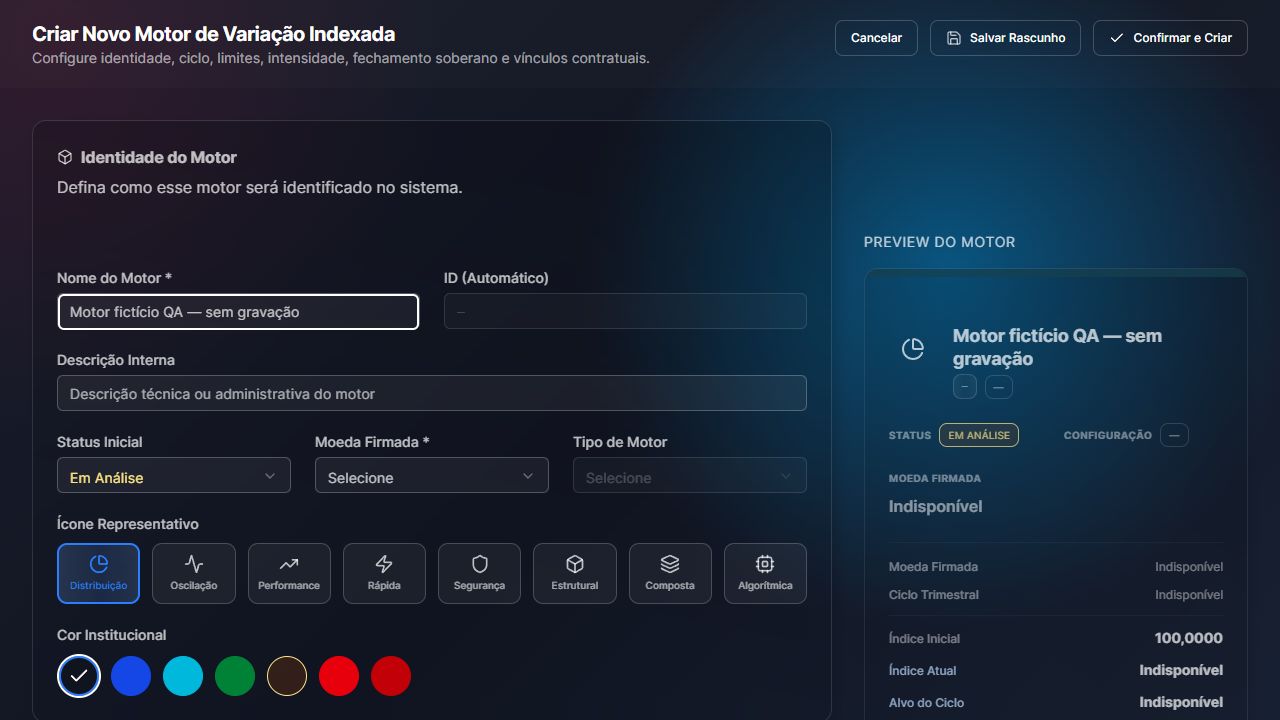 Criar Novo Motor de Variação Indexada
Configure identidade, ciclo, limites, intensidade, fechamento soberano e vínculos contratuais.
Cancelar
Salvar Rascunho
Confirmar e Criar
Identidade do Motor
Defina como esse motor será identificado no sistema.
Nome do Motor *
Motor fictício QA — sem gravação
ID (Automático)
—
Descrição Interna
Descrição técnica ou administrativa do motor
Status Inicial
Em Análise
Moeda Firmada *
Selecione
Tipo de Motor
Selecione
Ícone Representativo
Distribuição
Oscilação
Performance
Rápida
Segurança
Estrutural
Composta
Algorítmica
Cor Institucional
PREVIEW DO MOTOR
Motor fictício QA — sem
gravação
–
—
STATUS
EM ANÁLISE
CONFIGURAÇÃO
—
MOEDA FIRMADA
Indisponível
Moeda Firmada
Indisponível
Ciclo Trimestral
Indisponível
Índice Inicial
100,0000
Índice Atual
Indisponível
Alvo do Ciclo
Indisponível